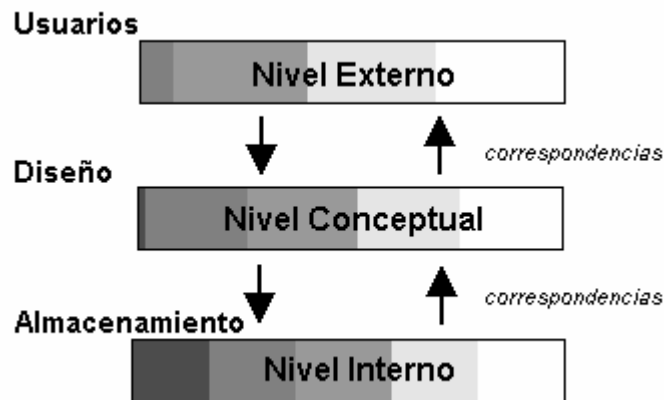 Usuarios
Nivel Externo
correspondencias
Diseño
Nivel Conceptual
correspondencias
Almacenamiento
Nivel Interno